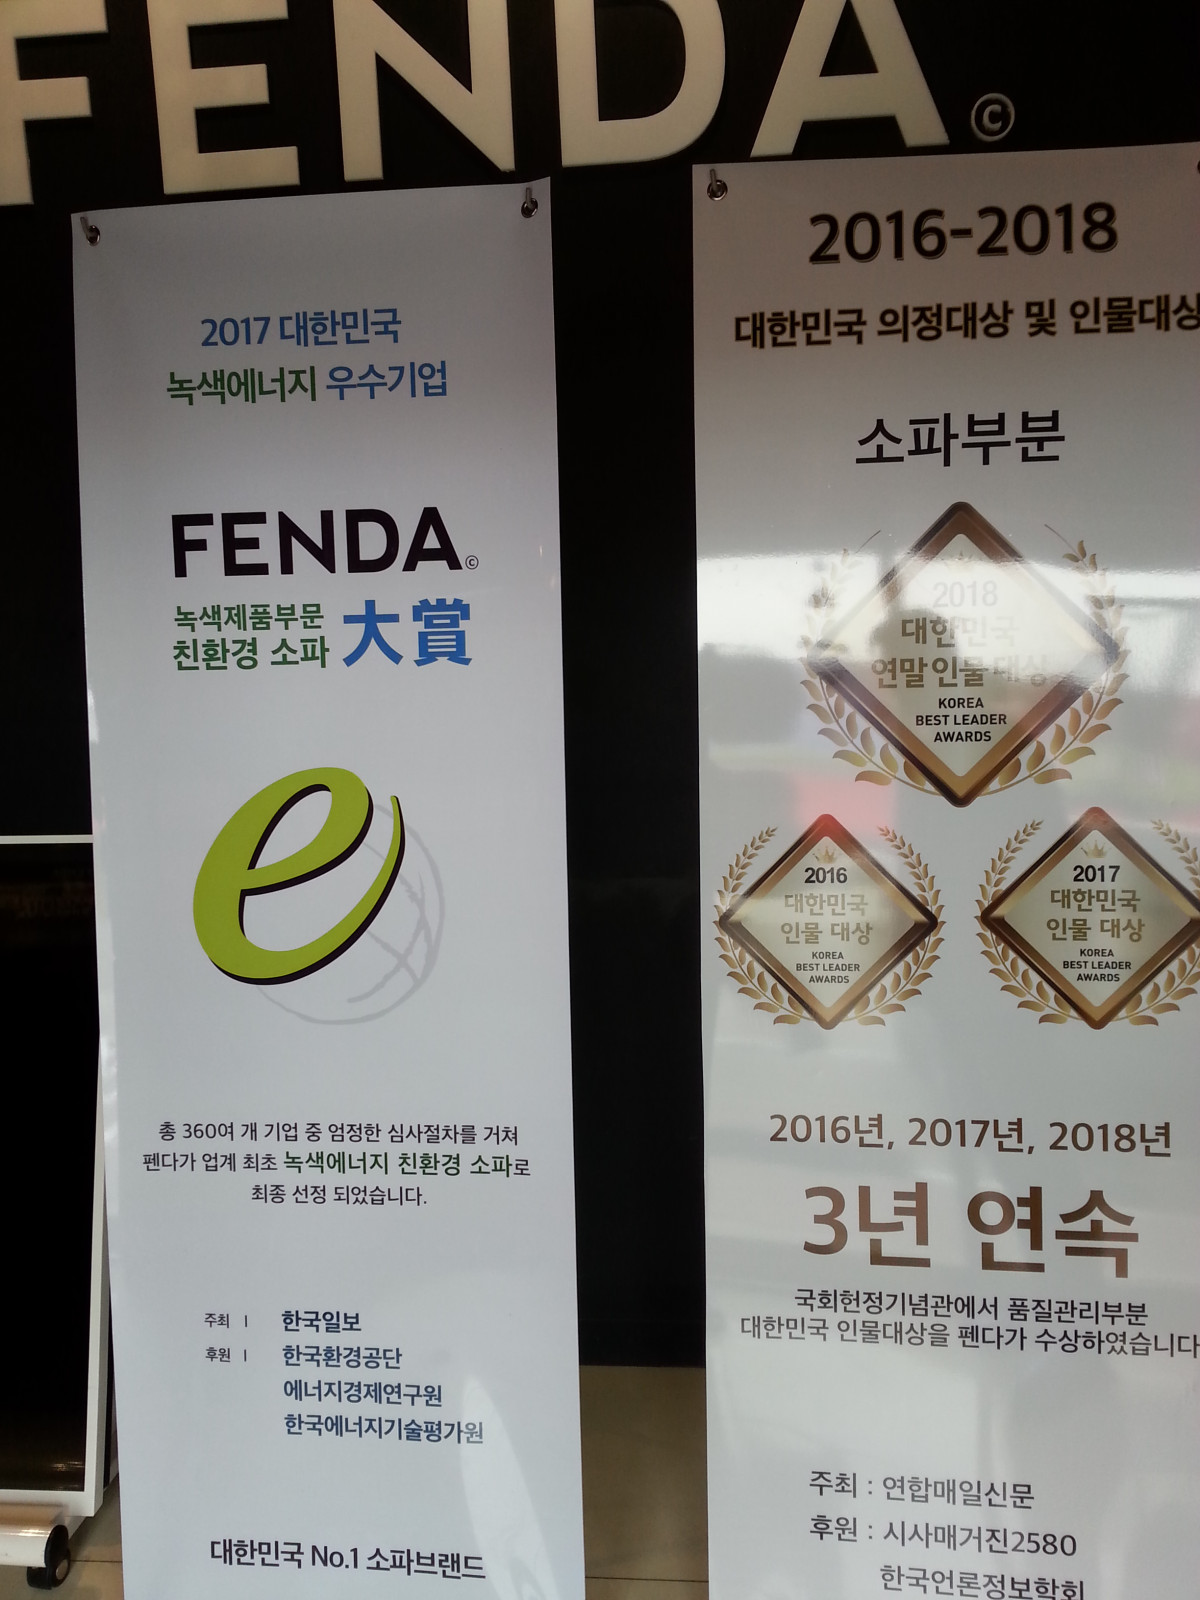 FENDA©
2017 대한민국
녹색에너지 우수기업
FENDA©
녹색제품부문
친환경 소파 大賞
e
총 360여 개 기업 중 엄정한 심사절차를 거쳐
펜다가 업계 최초 녹색에너지 친환경 소파로
최종 선정 되었습니다.
주최 | 한국일보
후원 | 한국환경공단
에너지경제연구원
한국에너지기술평가원
대한민국 No.1 소파브랜드
2016-2018
대한민국 의정대상 및 인물대상
소파부분
2018
대한민국
연말 인물 대상
KOREA
BEST LEADER
AWARDS
2016
대한민국
인물 대상
KOREA
BEST LEADER
AWARDS
2017
대한민국
인물 대상
KOREA
BEST LEADER
AWARDS
2016년, 2017년, 2018년
3년 연속
국회헌정기념관에서 품질관리부분
대한민국 인물대상을 펜다가 수상하였습니다
주최 : 연합매일신문
후원 : 시사매거진2580
한국언론정보학회